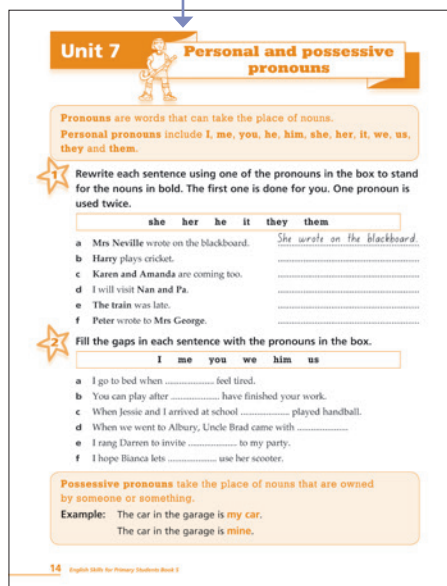 Unit 7
Personal and possessive
pronouns
Pronouns are words that can take the place of nouns.
Personal pronouns include I, me, you, he, him, she, her, it, we, us,
they and them.
1 Rewrite each sentence using one of the pronouns in the box to stand
for the nouns in bold. The first one is done for you. One pronoun is
used twice.
she her he it they them
a Mrs Neville wrote on the blackboard. She wrote on the blackboard.
b Harry plays cricket.
c Karen and Amanda are coming too.
d I will visit Nan and Pa.
e The train was late.
f Peter wrote to Mrs George.
2 Fill the gaps in each sentence with the pronouns in the box.
I me you we him us
a I go to bed when .................... feel tired.
b You can play after .................... have finished your work.
c When Jessie and I arrived at school .................... played handball.
d When we went to Albury, Uncle Brad came with ....................
e I rang Darren to invite .................... to my party.
f I hope Bianca lets .................... use her scooter.
Possessive pronouns take the place of nouns that are owned
by someone or something.
Example: The car in the garage is my car.
The car in the garage is mine.
14 English Skills for Primary Students Book 3